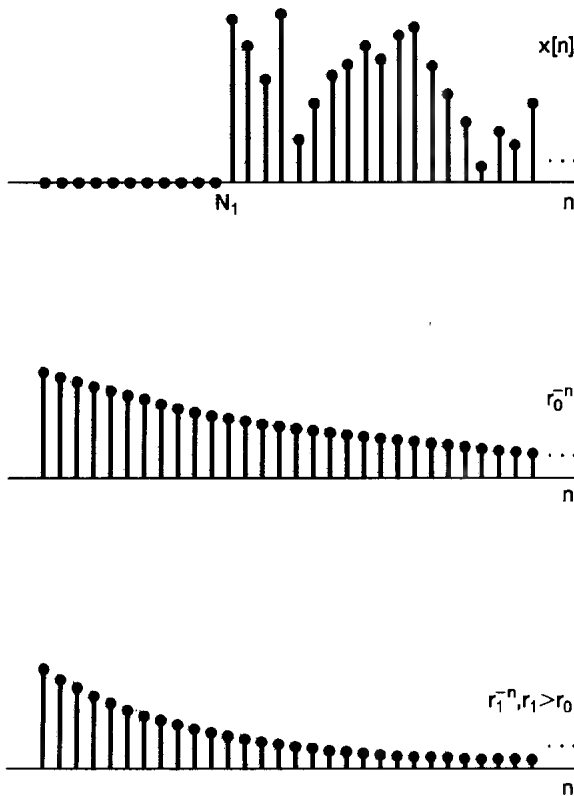 x[n]
. . .
N₁
n
r₀⁻ⁿ
. . .
n
r₁⁻ⁿ,r₁>r₀
. . .
n